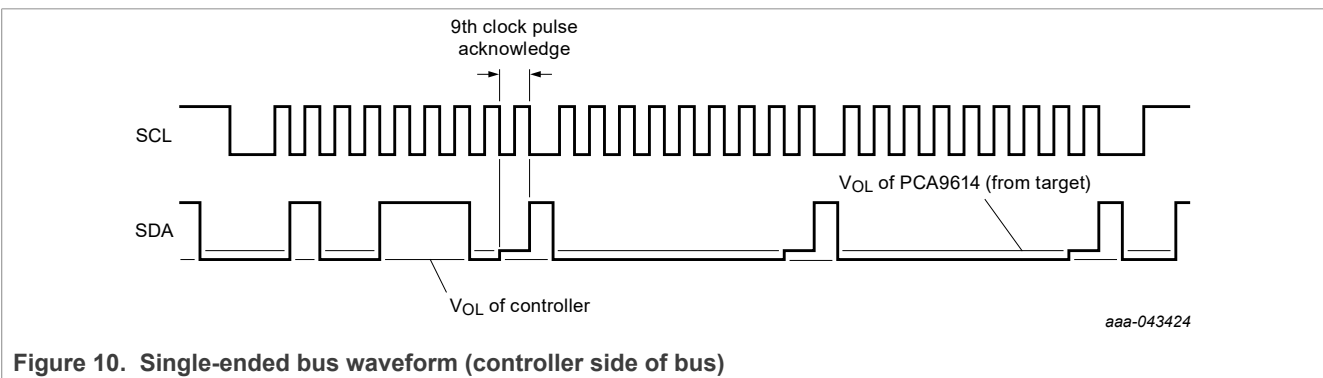 9th clock pulse
acknowledge
SCL
VOL of PCA9614 (from target)
SDA
VOL of controller
aaa-043424
Figure 10. Single-ended bus waveform (controller side of bus)